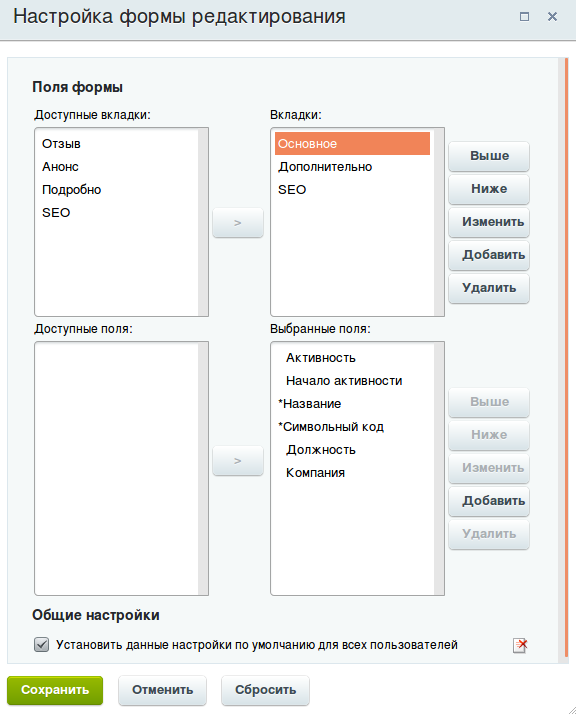 Настройка формы редактирования
Поля формы
Доступные вкладки:
Вкладки:
Отзыв
Анонс
Подробно
SEO
>
Основное
Дополнительно
SEO
Выше
Ниже
Изменить
Добавить
Удалить
Доступные поля:
Выбранные поля:
>
Активность
Начало активности
*Название
*Символьный код
Должность
Компания
Выше
Ниже
Изменить
Добавить
Удалить
Общие настройки
Установить данные настройки по умолчанию для всех пользователей
Сохранить
Отменить
Сбросить